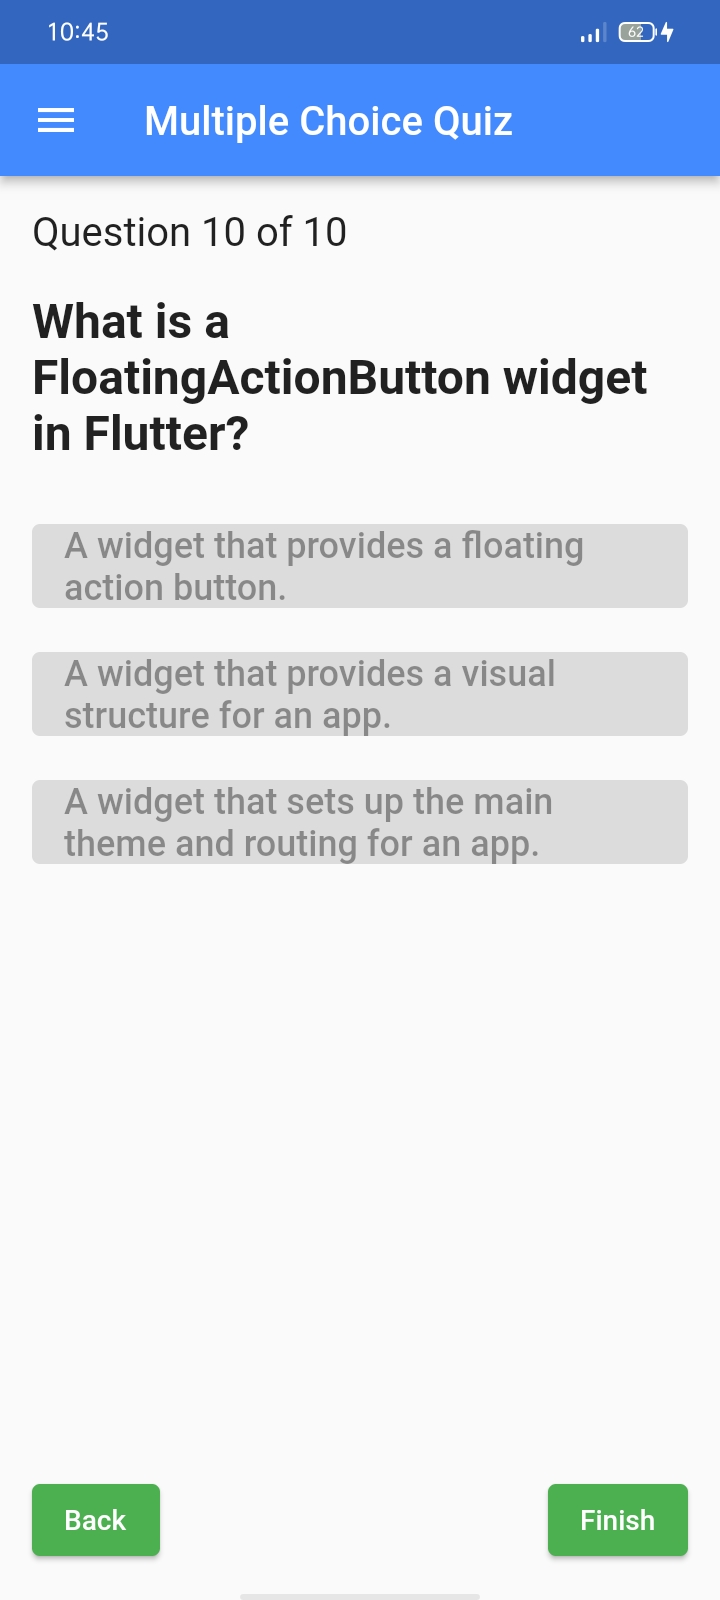 10:45
62
Multiple Choice Quiz
Question 10 of 10
What is a
FloatingActionButton widget
in Flutter?
A widget that provides a floating
action button.
A widget that provides a visual
structure for an app.
A widget that sets up the main
theme and routing for an app.
Back
Finish